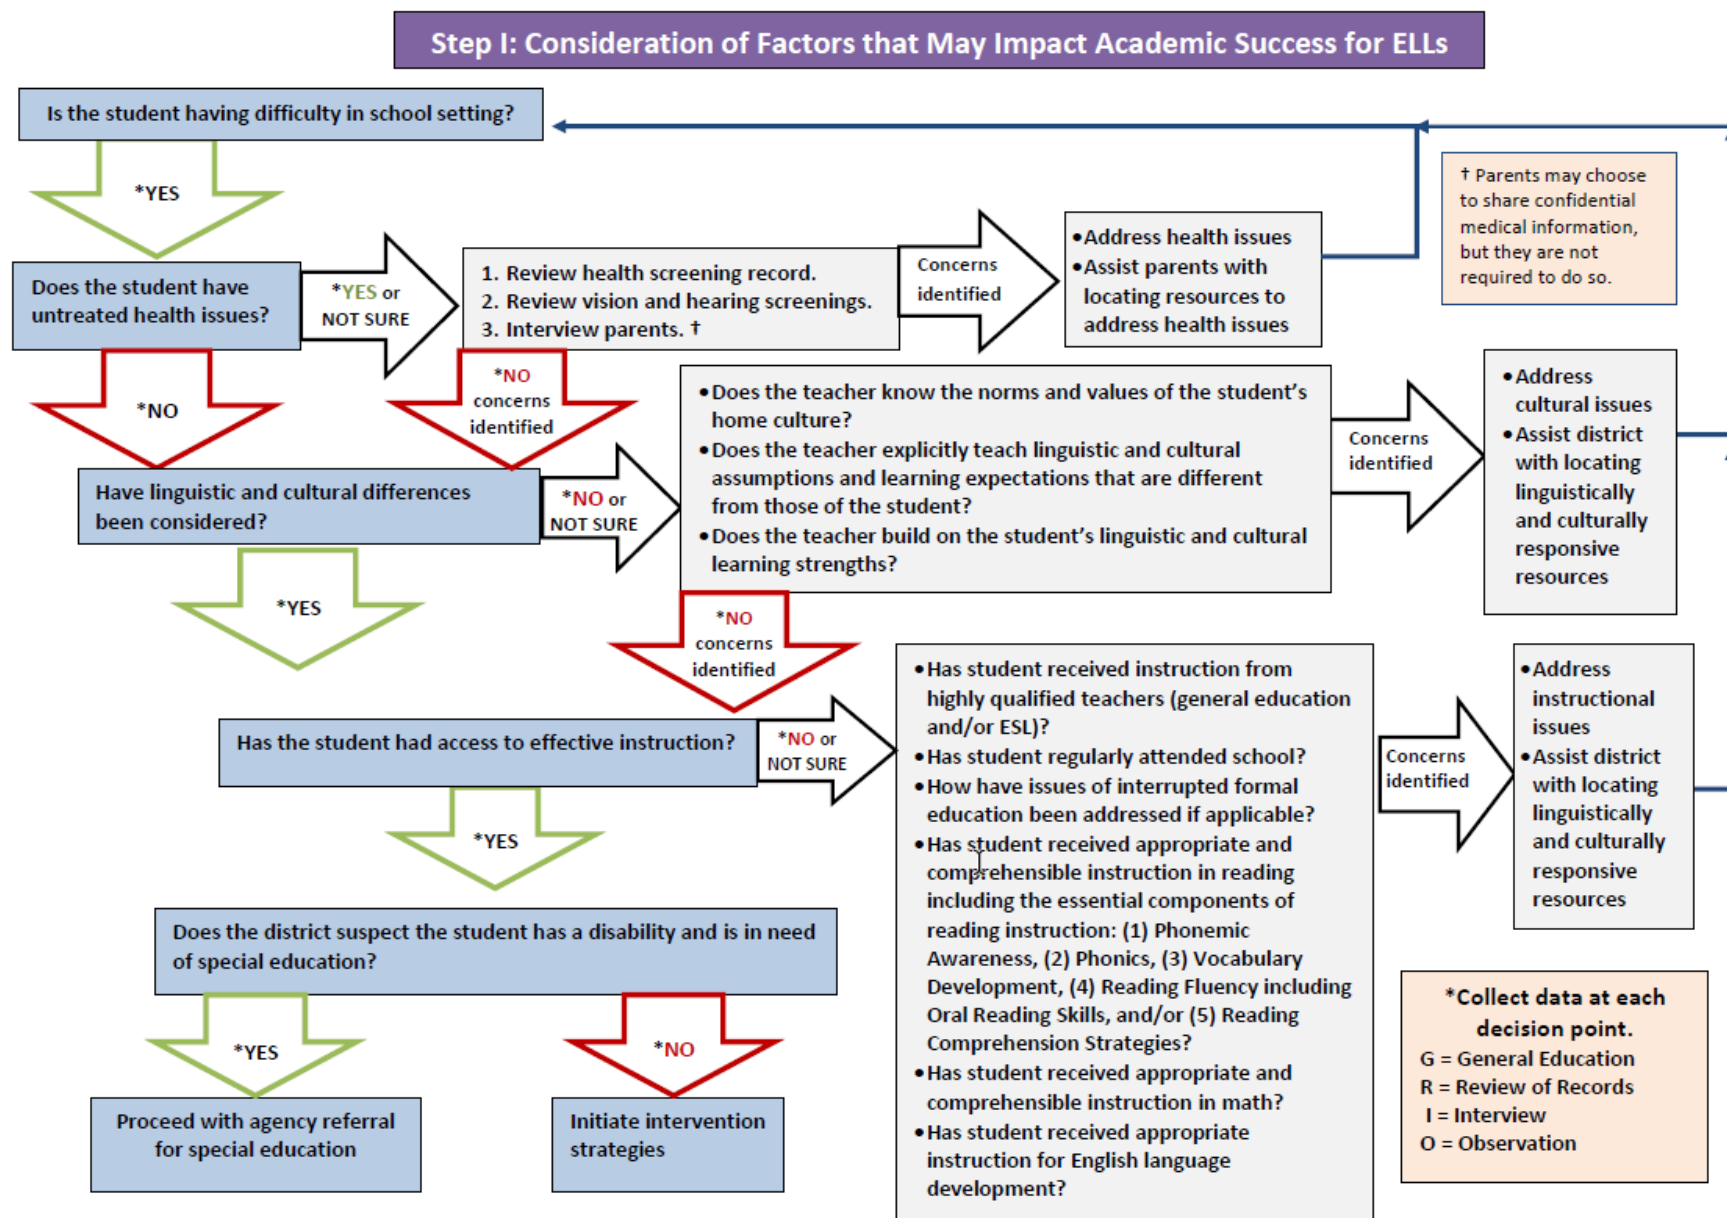 Step I: Consideration of Factors that May Impact Academic Success for ELLs
Is the student having difficulty in school setting?
*YES
† Parents may choose
to share confidential
medical information,
but they are not
required to do so.
Does the student have
untreated health issues?
*YES or
NOT SURE
1. Review health screening record.
2. Review vision and hearing screenings.
3. Interview parents. †
Concerns
identified
•Address health issues
•Assist parents with
locating resources to
address health issues
*NO
*NO
concerns
identified
Have linguistic and cultural differences
been considered?
*NO or
NOT SURE
•Does the teacher know the norms and values of the student's
home culture?
•Does the teacher explicitly teach linguistic and cultural
assumptions and learning expectations that are different
from those of the student?
•Does the teacher build on the student's linguistic and cultural
learning strengths?
Concerns
identified
•Address
cultural issues
•Assist district
with locating
linguistically
and culturally
responsive
resources
*YES
*NO
concerns
identified
Has the student had access to effective instruction?
*NO or
NOT SURE
•Has student received instruction from
highly qualified teachers (general education
and/or ESL)?
•Has student regularly attended school?
•How have issues of interrupted formal
education been addressed if applicable?
•Has student received appropriate and
comprehensible instruction in reading
including the essential components of
reading instruction: (1) Phonemic
Awareness, (2) Phonics, (3) Vocabulary
Development, (4) Reading Fluency including
Oral Reading Skills, and/or (5) Reading
Comprehension Strategies?
•Has student received appropriate and
comprehensible instruction in math?
•Has student received appropriate
instruction for English language
development?
Concerns
identified
•Address
instructional
issues
•Assist district
with locating
linguistically
and culturally
responsive
resources
*YES
Does the district suspect the student has a disability and is in need
of special education?
*YES
*NO
Proceed with agency referral
for special education
Initiate intervention
strategies
*Collect data at each
decision point.
G = General Education
R = Review of Records
I = Interview
O = Observation